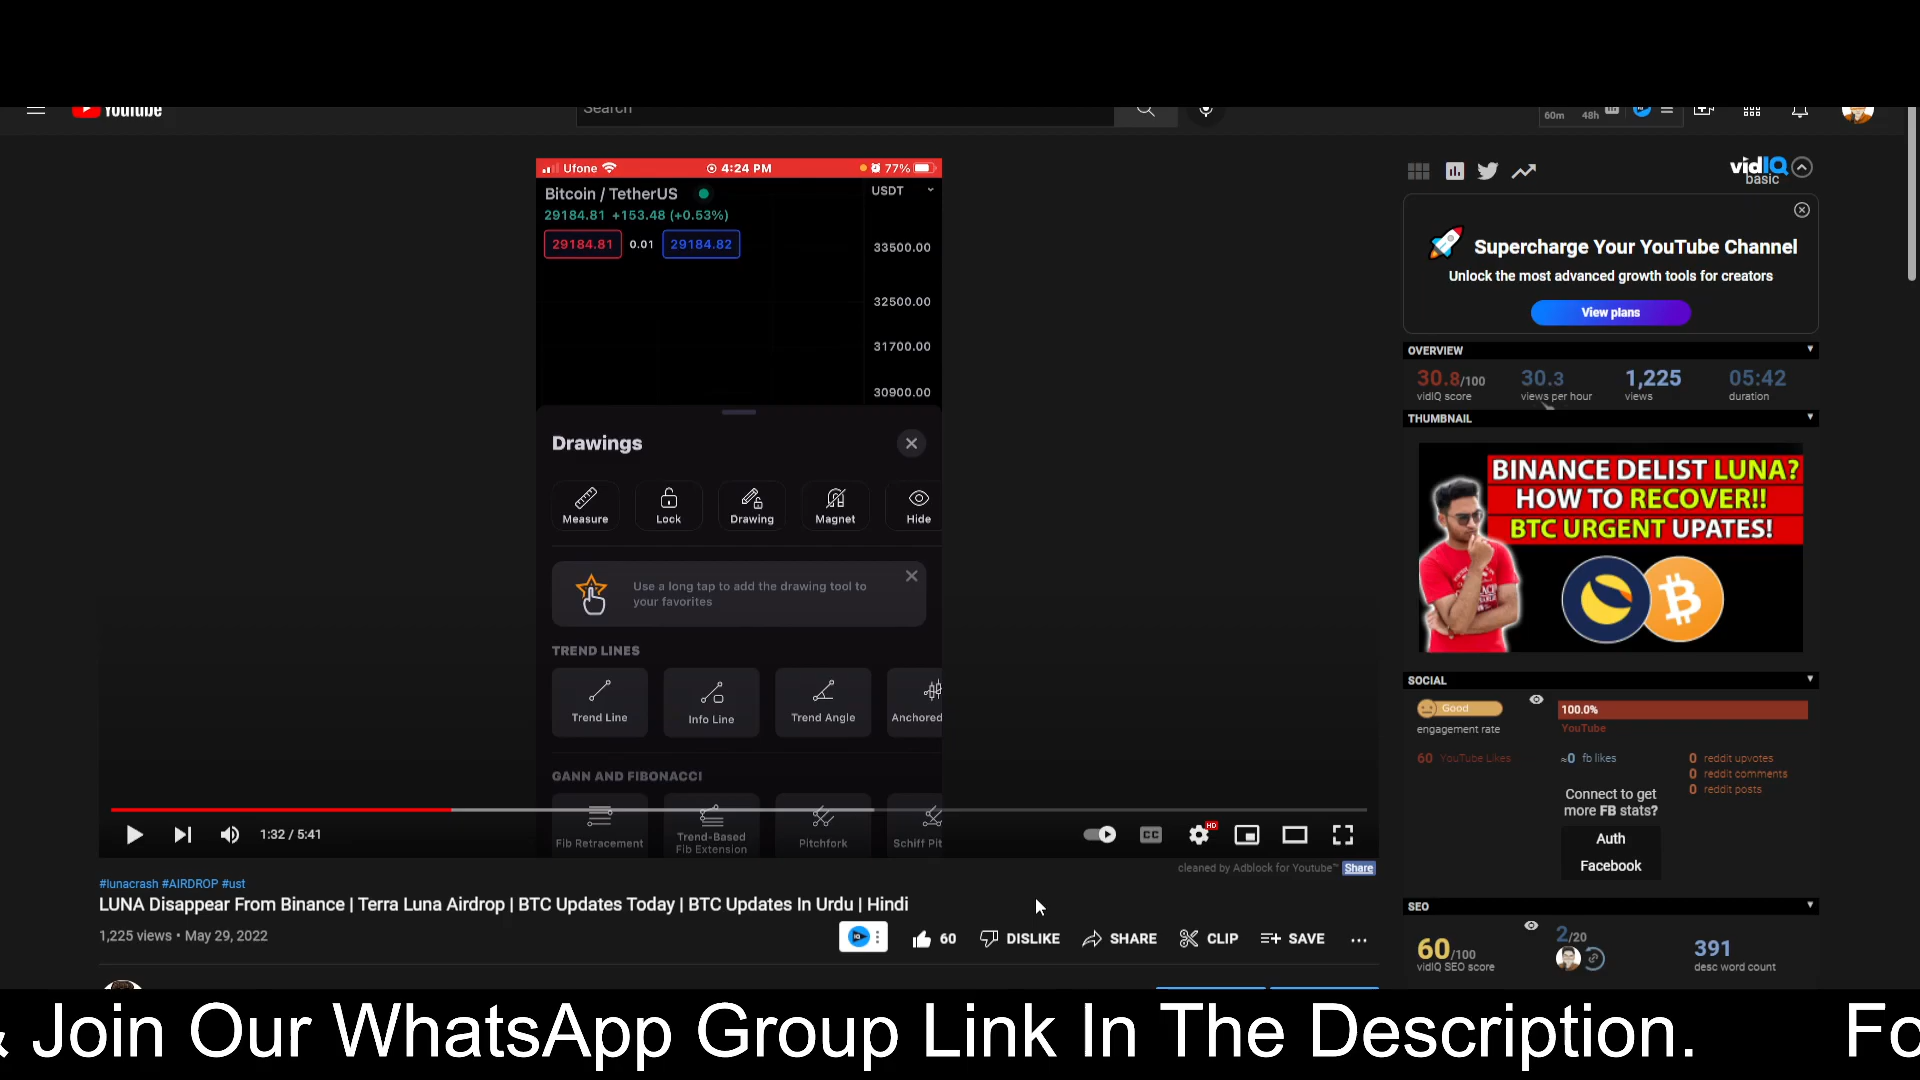 YouTube
Search
60m 48h
Ufone 4:24 PM 77%
Bitcoin / TetherUS USDT
29184.81 +153.48 (+0.53%)
29184.81 0.01 29184.82
33500.00
32500.00
31700.00
30900.00
Drawings
Measure Lock Drawing Magnet Hide
Use a long tap to add the drawing tool to
your favorites
TREND LINES
Trend Line Info Line Trend Angle Anchored
GANN AND FIBONACCI
Fib Retracement Trend-Based
Fib Extension Pitchfork Schiff Pit
1:32 / 5:41
CC HD
cleaned by Adblock for Youtube™ Share
#lunacrash #AIRDROP #ust
LUNA Disappear From Binance | Terra Luna Airdrop | BTC Updates Today | BTC Updates In Urdu | Hindi
1,225 views • May 29, 2022
60 DISLIKE SHARE CLIP SAVE ...
vidIQ
basic
Supercharge Your YouTube Channel
Unlock the most advanced growth tools for creators
View plans
OVERVIEW
30.8/100 30.3 1,225 05:42
vidIQ score views per hour views duration
THUMBNAIL
BINANCE DELIST LUNA?
HOW TO RECOVER!!
BTC URGENT UPATES!
SOCIAL
Good 100.0%
engagement rate YouTube
60 YouTube Likes ≈0 fb likes 0 reddit upvotes
0 reddit comments
0 reddit posts
Connect to get
more FB stats?
Auth
Facebook
SEO
60/100 2/20 391
vidIQ SEO score desc word count
& Join Our WhatsApp Group Link In The Description. Fo